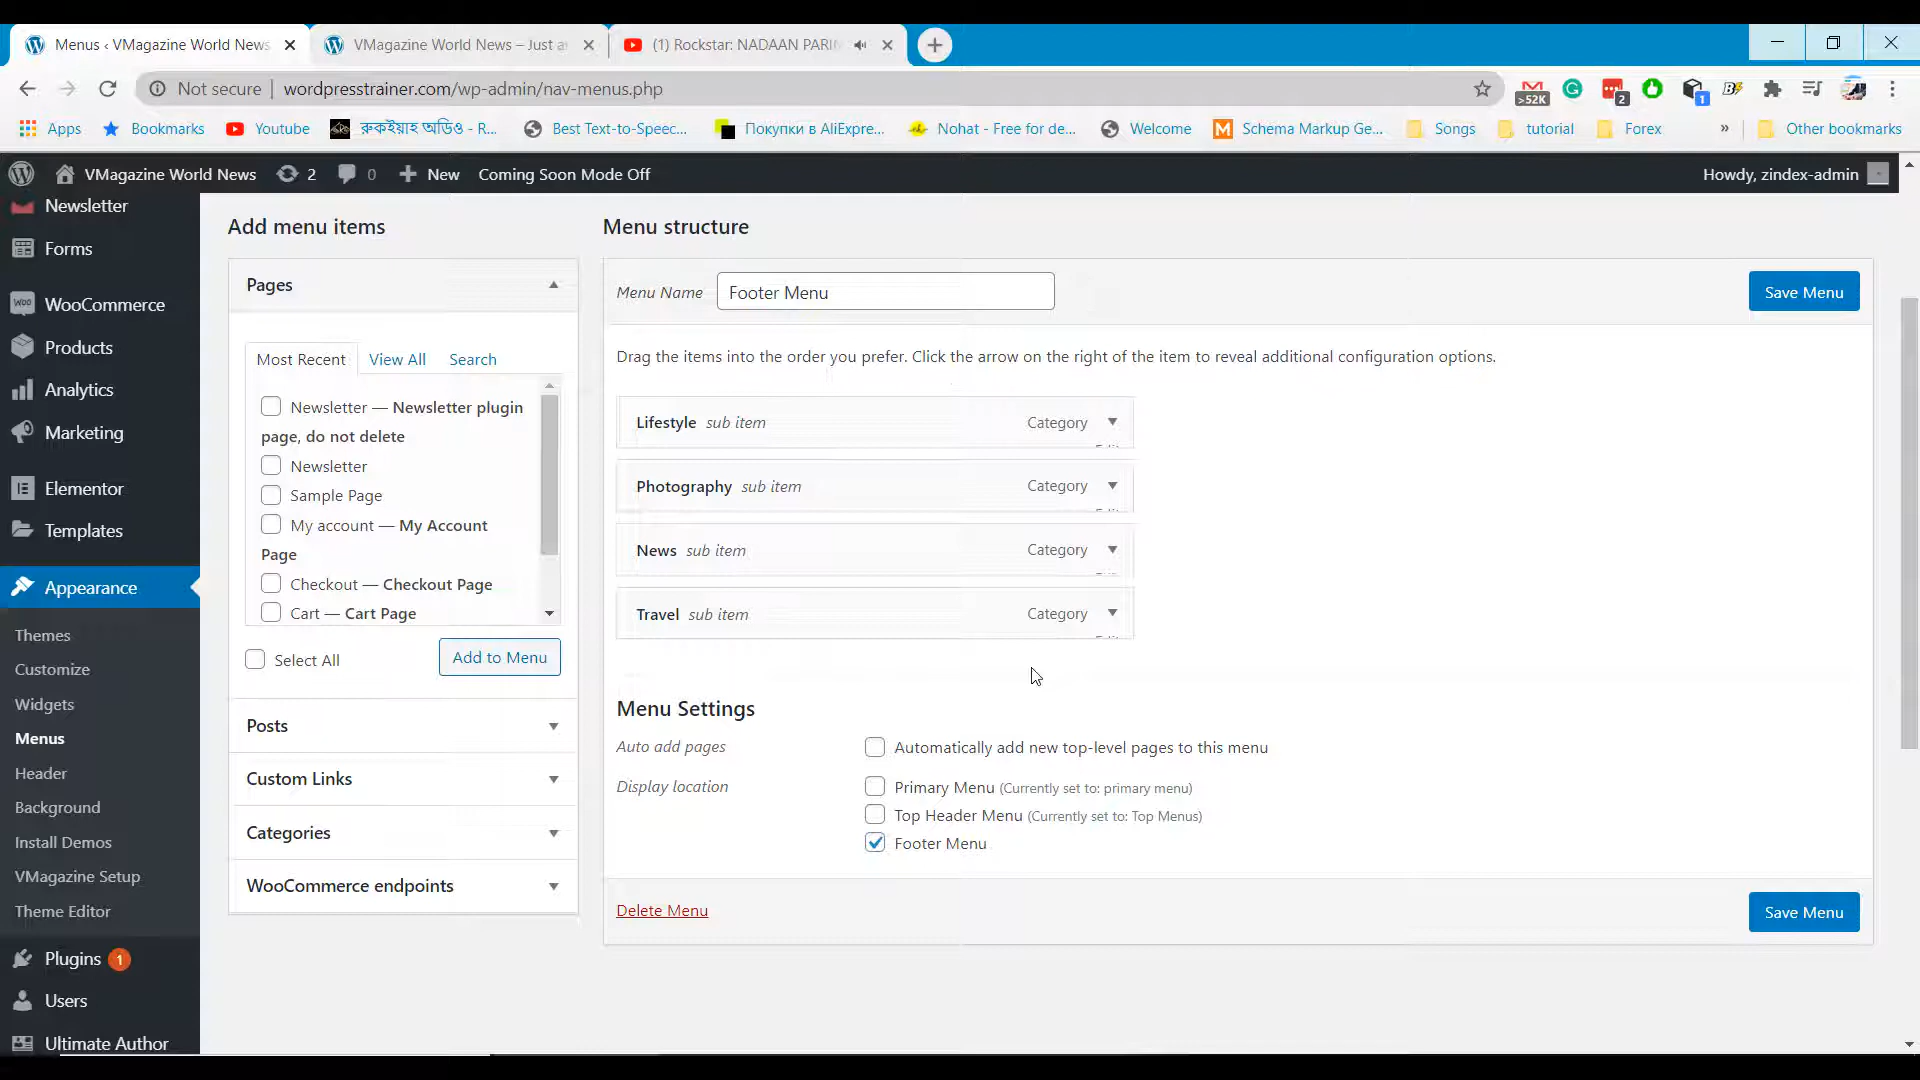 Menus ‹ VMagazine World News
VMagazine World News – Just a
(1) Rockstar: NADAAN PARIN
Not secure
wordpresstrainer.com/wp-admin/nav-menus.php
>52K
2
1
Apps
Bookmarks
Youtube
রুকইয়াহ অডিও - R...
Best Text-to-Speec...
Покупки в AliExpre...
Nohat - Free for de...
Welcome
Schema Markup Ge...
Songs
tutorial
Forex
»
Other bookmarks
VMagazine World News
2
0
New
Coming Soon Mode Off
Howdy, zindex-admin
Newsletter
Forms
WooCommerce
Products
Analytics
Marketing
Elementor
Templates
Appearance
Themes
Customize
Widgets
Menus
Header
Background
Install Demos
VMagazine Setup
Theme Editor
Plugins 1
Users
Ultimate Author
Add menu items
Pages
Most Recent
View All
Search
Newsletter — Newsletter plugin
page, do not delete
Newsletter
Sample Page
My account — My Account
Page
Checkout — Checkout Page
Cart — Cart Page
Select All
Add to Menu
Posts
Custom Links
Categories
WooCommerce endpoints
Menu structure
Menu Name
Footer Menu
Save Menu
Drag the items into the order you prefer. Click the arrow on the right of the item to reveal additional configuration options.
Lifestyle sub item Category
Photography sub item Category
News sub item Category
Travel sub item Category
Menu Settings
Auto add pages
Automatically add new top-level pages to this menu
Display location
Primary Menu (Currently set to: primary menu)
Top Header Menu (Currently set to: Top Menus)
Footer Menu
Delete Menu
Save Menu